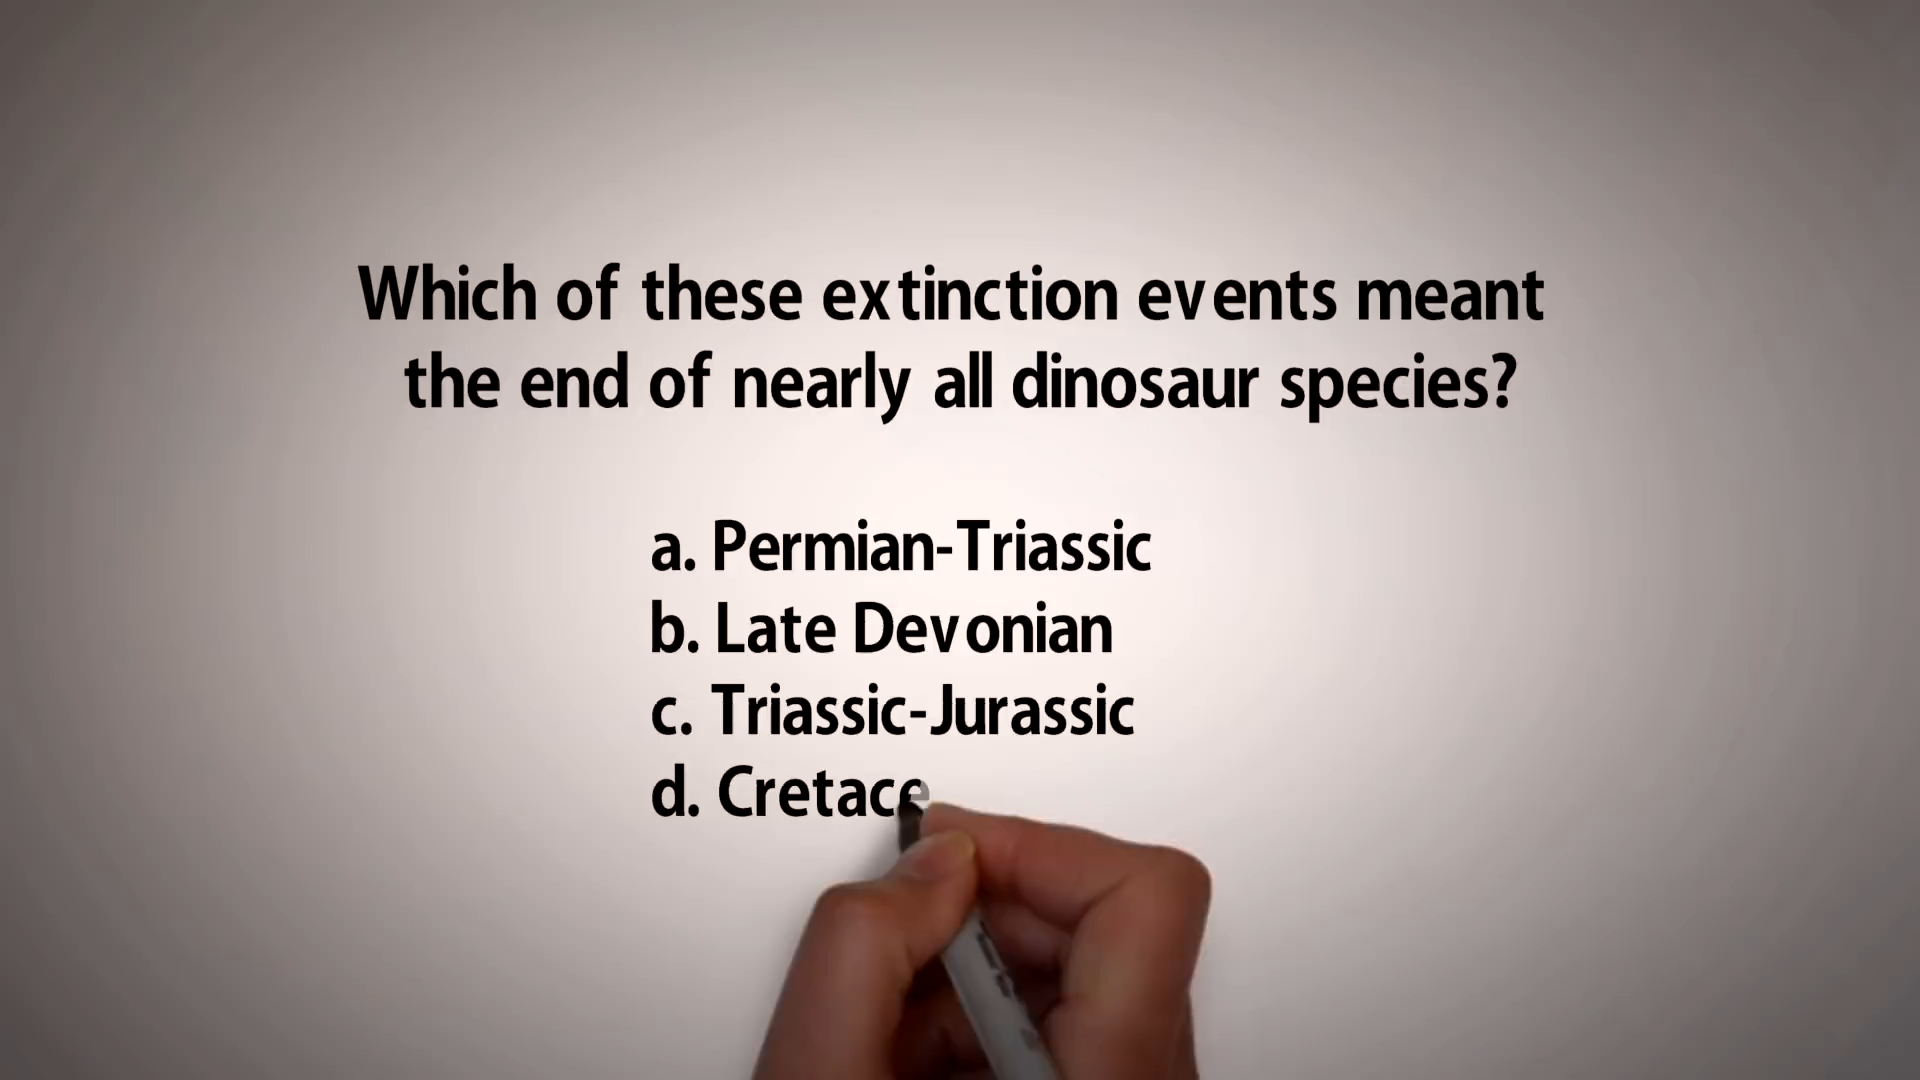 Which of these extinction events meant
the end of nearly all dinosaur species?
a. Permian-Triassic
b. Late Devonian
c. Triassic-Jurassic
d. Cretace